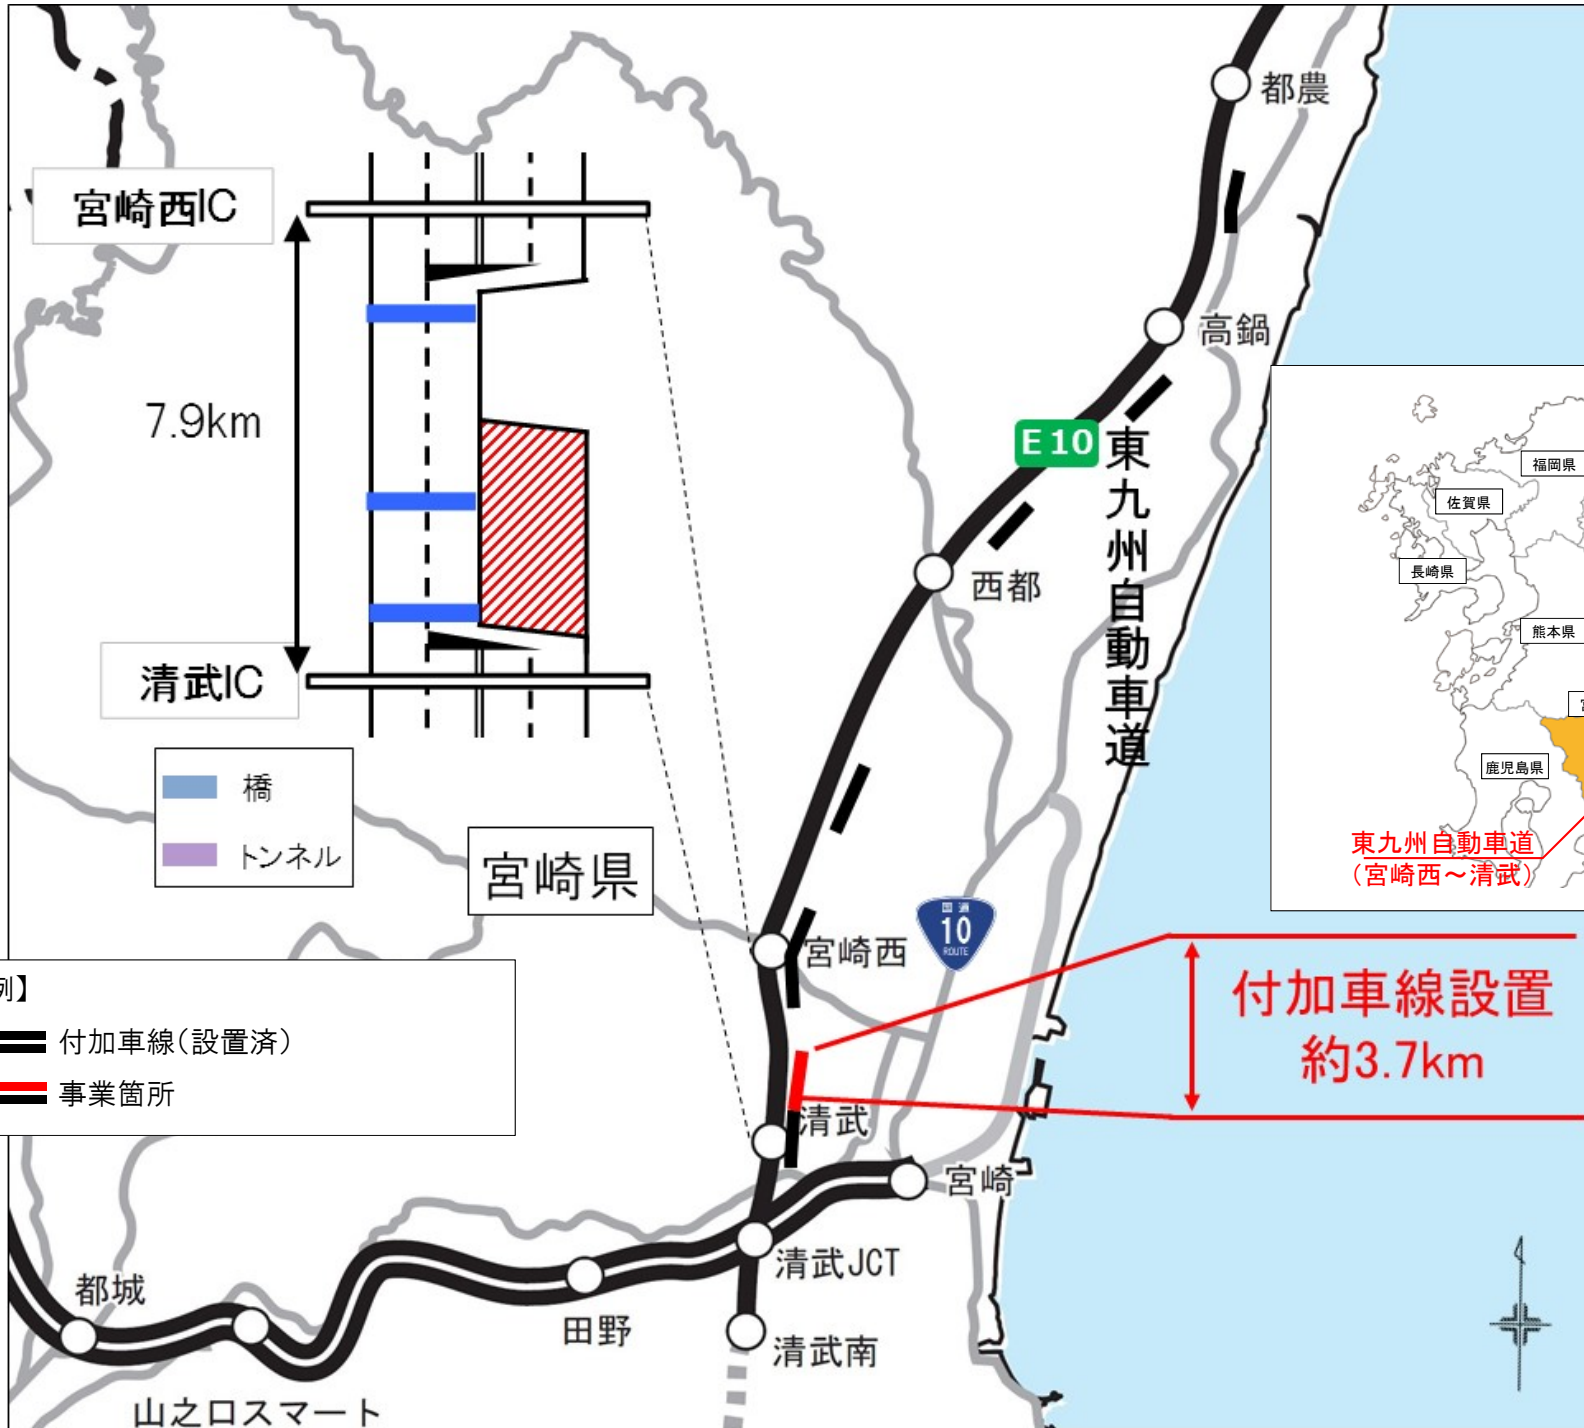 都農
宮崎西IC
高鍋
7.9km
E 10
東九州自動車道
福岡県
佐賀県
長崎県
西都
熊本県
清武IC
鹿児島県
橋
トンネル
東九州自動車道
(宮崎西～清武)
宮崎県
国道
10
ROUTE
宮崎西
例】
付加車線設置
約3.7km
付加車線(設置済)
事業箇所
清武
宮崎
清武JCT
都城
田野
清武南
山之口スマート